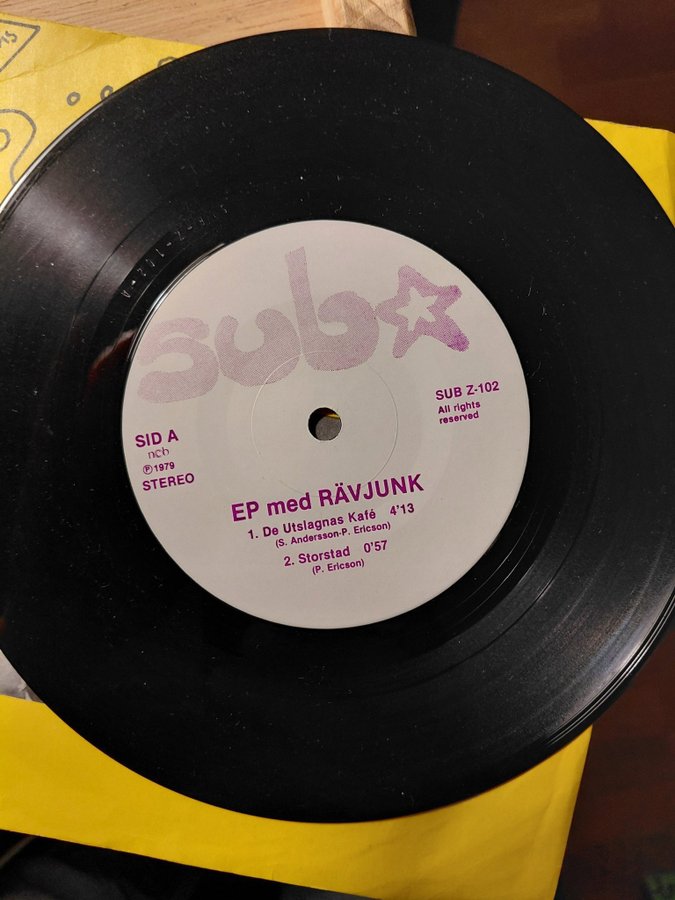 sub
SID A
ncb
Ⓟ 1979
STEREO
SUB Z-102
All rights
reserved
EP med RÄVJUNK
1. De Utslagnas Kafé 4'13
(S. Andersson-P. Ericson)
2. Storstad 0'57
(P. Ericson)